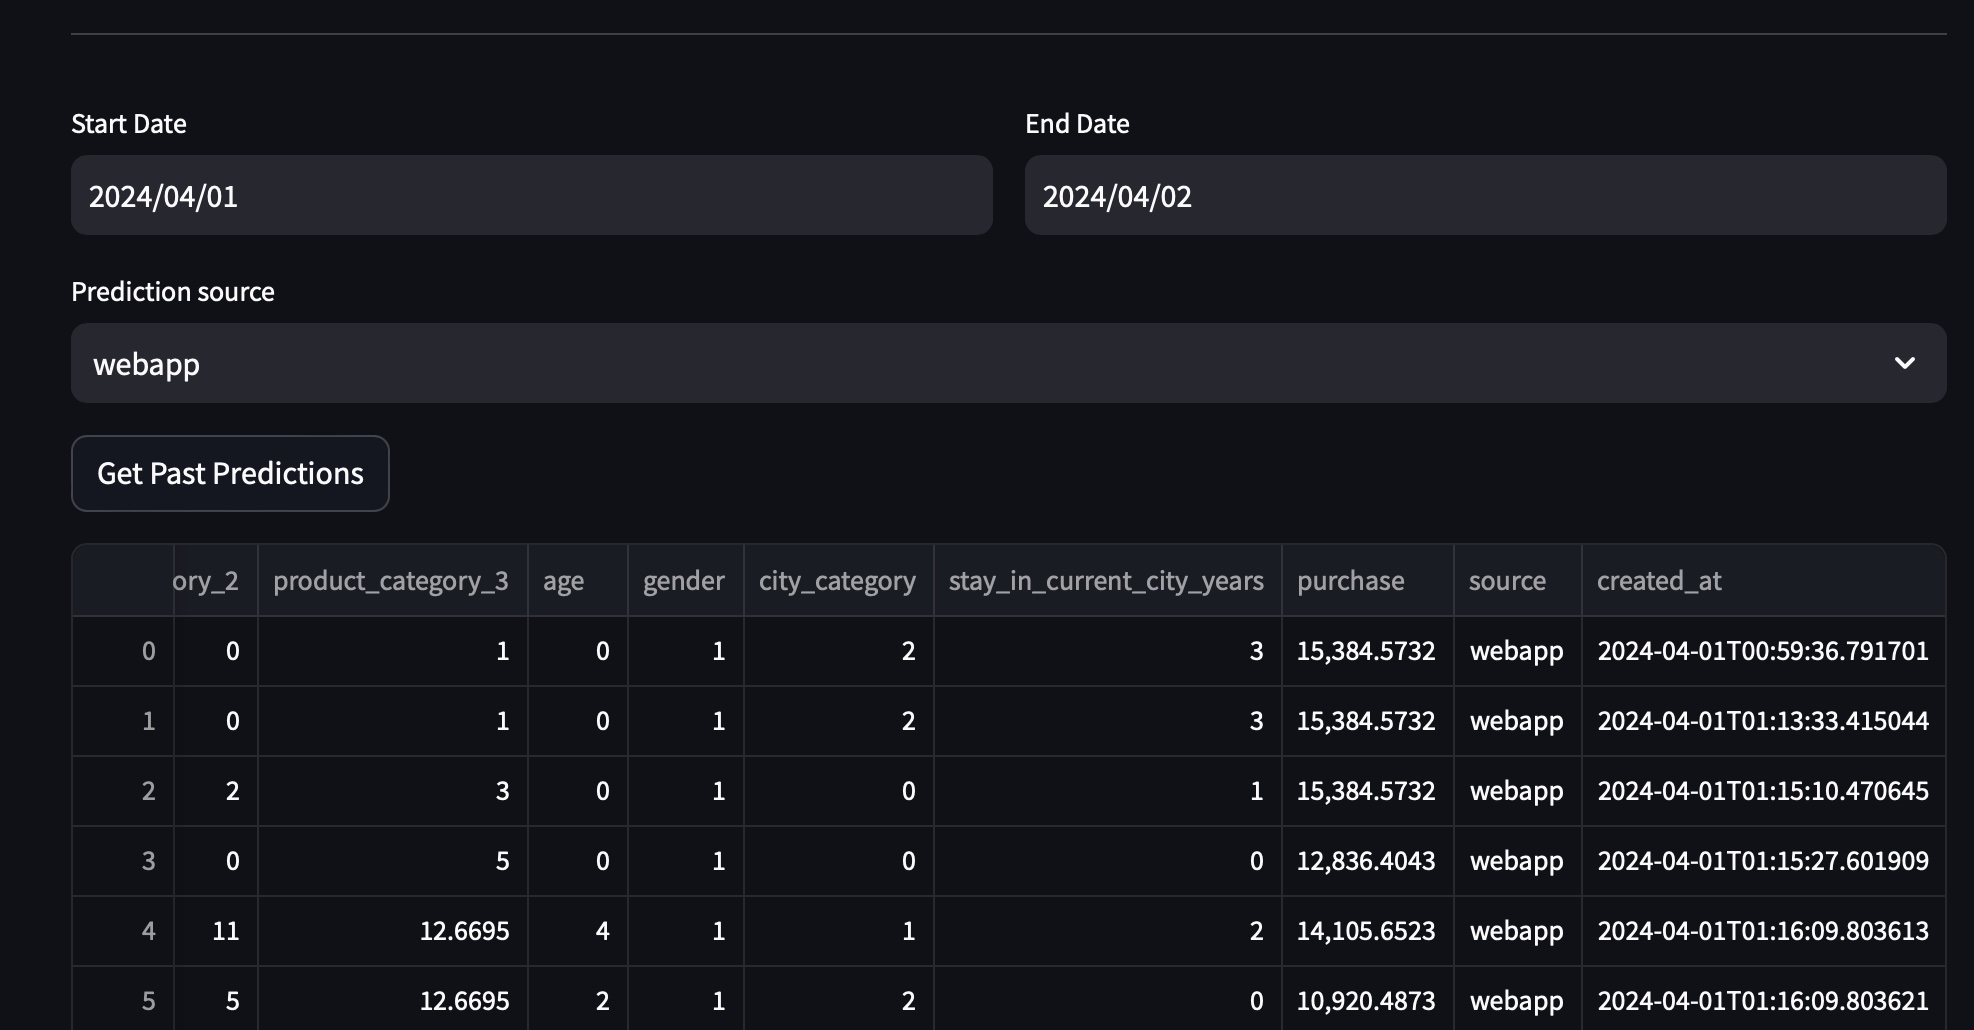 Start Date End Date
2024/04/01 2024/04/02
Prediction source
webapp
Get Past Predictions
ory_2 product_category_3 age gender city_category stay_in_current_city_years purchase source created_at
0 0 1 0 1 2 3 15,384.5732 webapp 2024-04-01T00:59:36.791701
1 0 1 0 1 2 3 15,384.5732 webapp 2024-04-01T01:13:33.415044
2 2 3 0 1 0 1 15,384.5732 webapp 2024-04-01T01:15:10.470645
3 0 5 0 1 0 0 12,836.4043 webapp 2024-04-01T01:15:27.601909
4 11 12.6695 4 1 1 2 14,105.6523 webapp 2024-04-01T01:16:09.803613
5 5 12.6695 2 1 2 0 10,920.4873 webapp 2024-04-01T01:16:09.803621